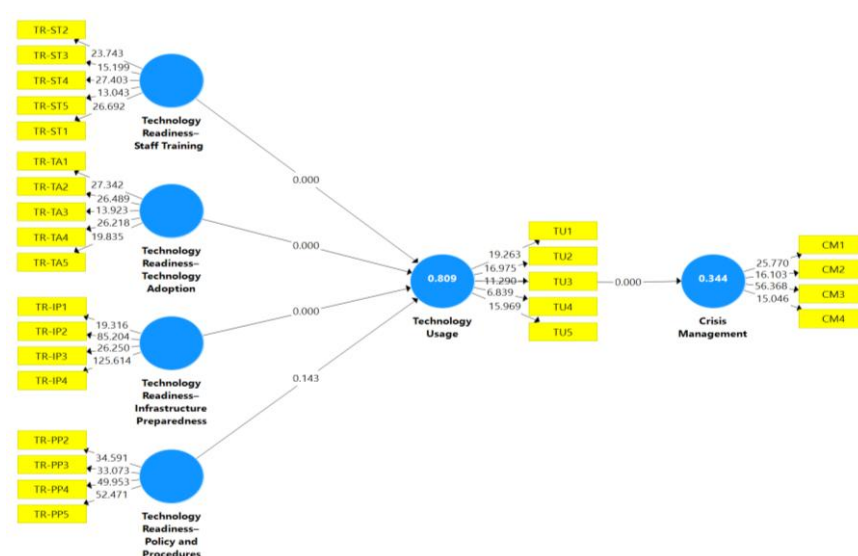 TR-ST2
TR-ST3
TR-ST4
TR-ST5
TR-ST1
23.743
15.199
27.403
13.043
26.692
Technology
Readiness–
Staff Training
0.000
TR-TA1
TR-TA2
TR-TA3
TR-TA4
TR-TA5
27.342
26.489
13.923
26.218
19.835
Technology
Readiness–
Technology
Adoption
0.000
TR-IP1
TR-IP2
TR-IP3
TR-IP4
19.316
85.204
26.250
125.614
Technology
Readiness–
Infrastructure
Preparedness
0.000
TR-PP2
TR-PP3
TR-PP4
TR-PP5
34.591
33.073
49.953
52.471
Technology
Readiness–
Policy and
Procedures
0.143
0.809
Technology
Usage
19.263
16.975
11.290
6.839
15.969
TU1
TU2
TU3
TU4
TU5
0.000
0.344
Crisis
Management
25.770
16.103
56.368
15.046
CM1
CM2
CM3
CM4